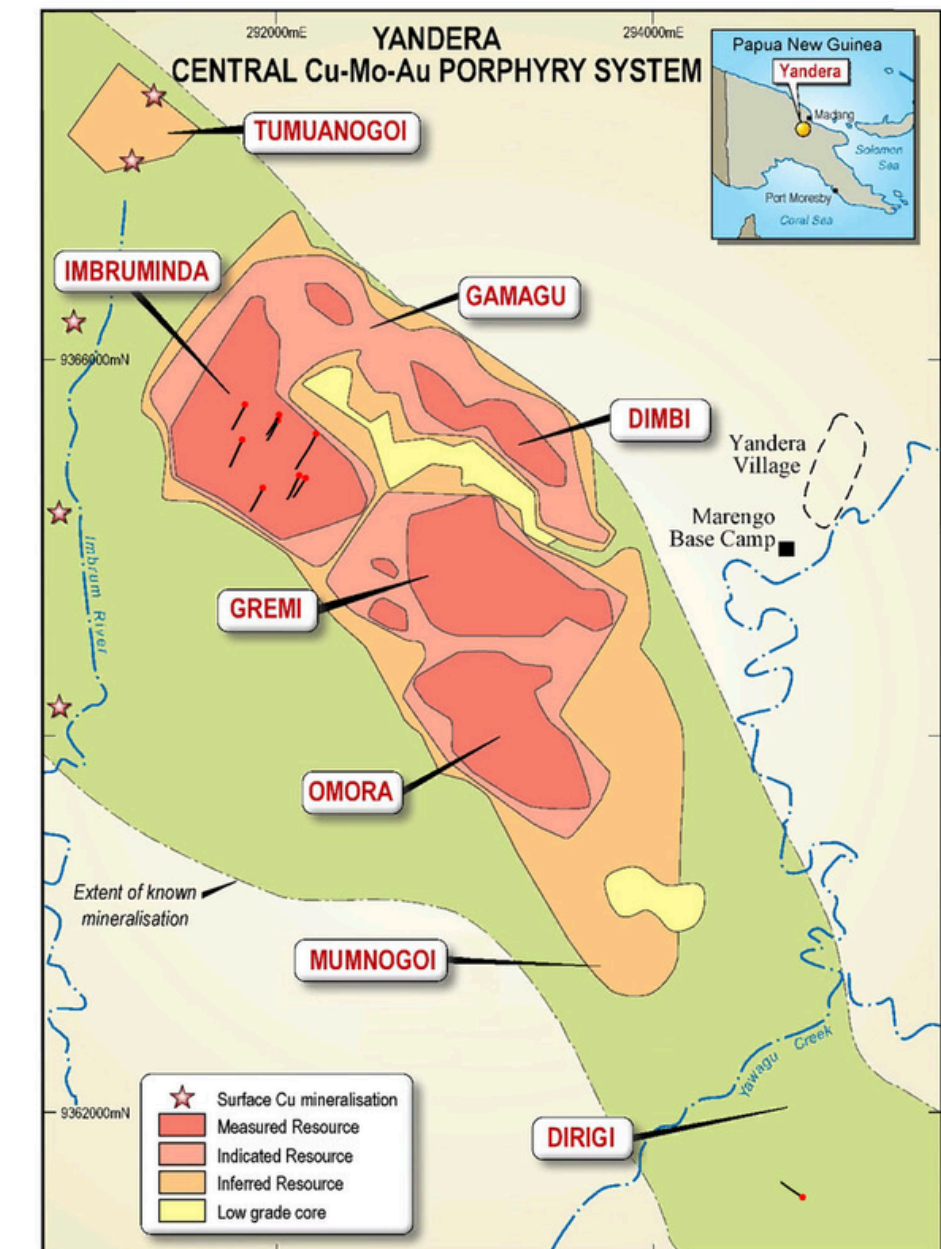 292000mE
294000mE
YANDERA
CENTRAL Cu-Mo-Au PORPHYRY SYSTEM
Papua New Guinea
Yandera
Madang
Solomon
Sea
Port Moresby
Coral Sea
TUMUANOGOI
IMBRUMINDA
GAMAGU
9366000mN
DIMBI
Yandera
Village
Marengo
Base Camp
Imbrum River
GREMI
OMORA
Extent of known
mineralisation
MUMNOGOI
Yawagu Creek
9362000mN
DIRIGI
Surface Cu mineralisation
Measured Resource
Indicated Resource
Inferred Resource
Low grade core